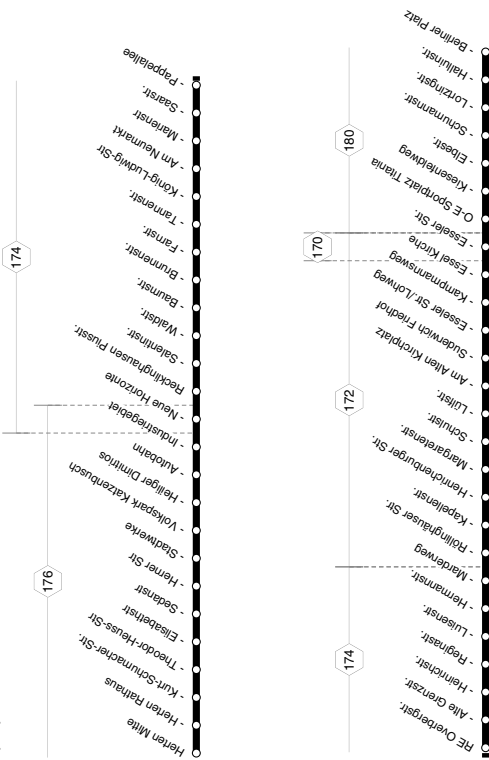 Herten Mitte
- Herten Rathaus
- Kurt-Schumacher-Str.
- Theodor-Heuss-Str
- Elisabethstr
- Sedanstr
- Herner Str
- Stadtwerke
- Volkspark Katzenbusch
- Heiliger Dimitrios
- Autobahn
- Industriegebiet
- Neue Horizonte
Recklinghausen Plusstr.
- Salentinstr.
- Waldstr.
- Baumstr.
- Brunnenstr.
- Farnstr.
- Tannenstr.
- König-Ludwig-Str
- Am Neumarkt
- Marienstr
- Saarstr.
- Pappelallee
176
174
RE Overbergstr.
- Alte Grenzstr.
- Heinrichstr.
- Reginastr.
- Luisenstr.
- Hermannstr.
- Marderweg
- Röllinghäuser Str.
- Kapellenstr.
- Henrichenburger Str.
- Margaretenstr.
- Schulstr.
- Lülfstr.
- Am Alten Kirchplatz
- Suderwich Friedhof
- Esseler Str./Lohweg
- Kampmannsweg
- Essel Kirche
- Esseler Str.
- O-E Sportplatz Titania
- Kiesenfeldweg
- Elbestr.
- Schumannstr.
- Lortzingstr.
- Halluinstr.
- Berliner Platz
174
172
170
180